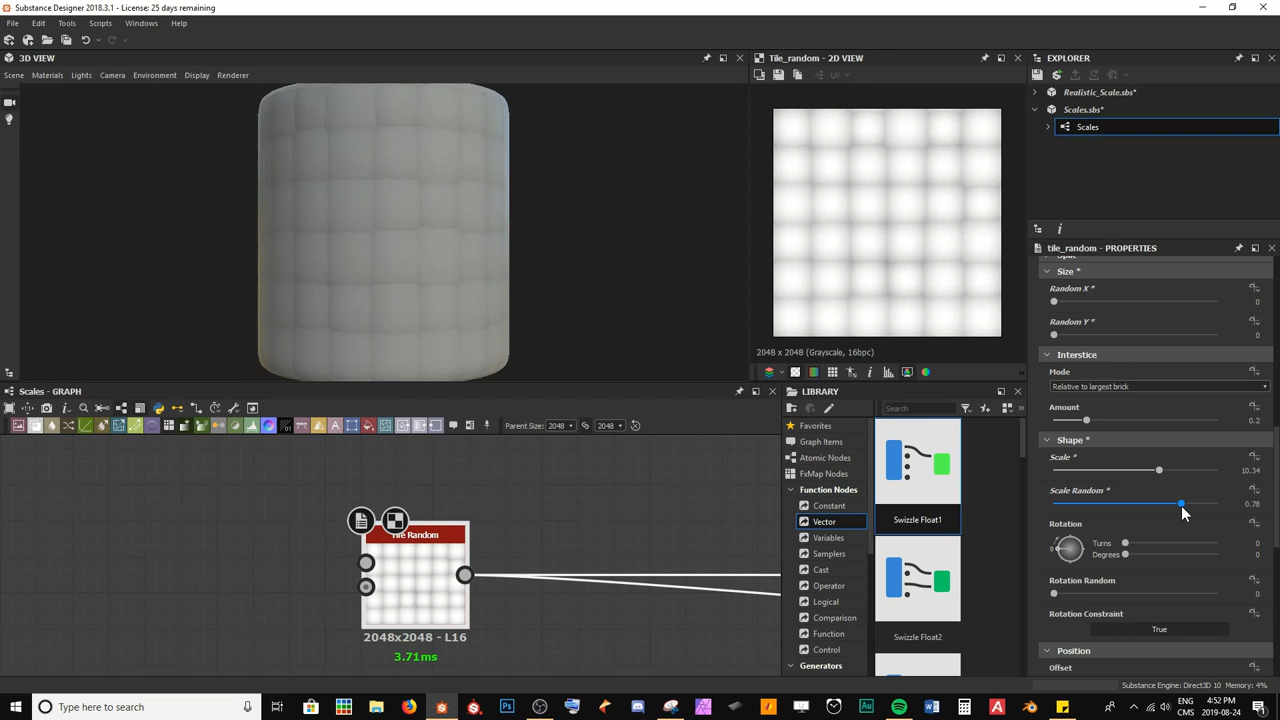 Substance Designer 2018.3.1 - License: 25 days remaining
File Edit Tools Scripts Windows Help
3D VIEW
Scene Materials Lights Camera Environment Display Renderer
Tile_random - 2D VIEW
UV
2048 x 2048 (Grayscale, 16bpc)
EXPLORER
Realistic_Scale.sbs*
Scales.sbs*
Scales
tile_random - PROPERTIES
Size *
Random X *
0
Random Y *
0
Interstice
Mode
Relative to largest brick
Amount
0.2
Shape *
Scale *
10.34
Scale Random *
0.78
Rotation
0
Turns 0
Degrees 0
Rotation Random
0
Rotation Constraint
True
Position
Offset
Scales - GRAPH
Parent Size: 2048 2048
Tile Random
2048x2048 - L16
3.71ms
LIBRARY
Search
Favorites
Graph Items
Atomic Nodes
FxMap Nodes
Function Nodes
Constant
Vector
Variables
Samplers
Cast
Operator
Logical
Comparison
Function
Control
Generators
Swizzle Float1
Swizzle Float2
Substance Engine: Direct3D 10 Memory: 4%
Type here to search
ENG
CMS
4:52 PM
2019-08-24